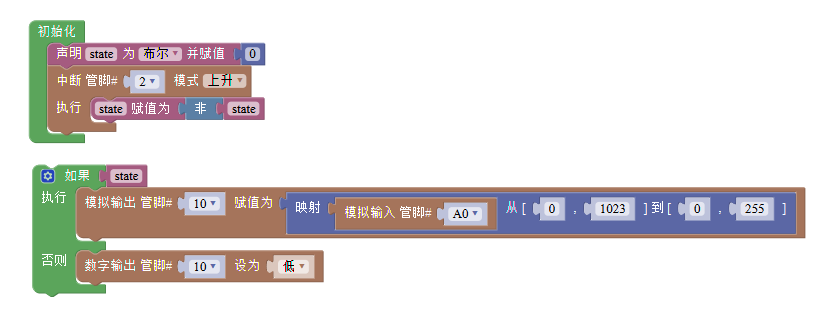 初始化
声明 state 为 布尔 并赋值 0
中断 管脚# 2 模式 上升
执行 state 赋值为 非 state
如果 state
执行 模拟输出 管脚# 10 赋值为 映射 模拟输入 管脚# A0 从 [ 0 , 1023 ] 到 [ 0 , 255 ]
否则 数字输出 管脚# 10 设为 低